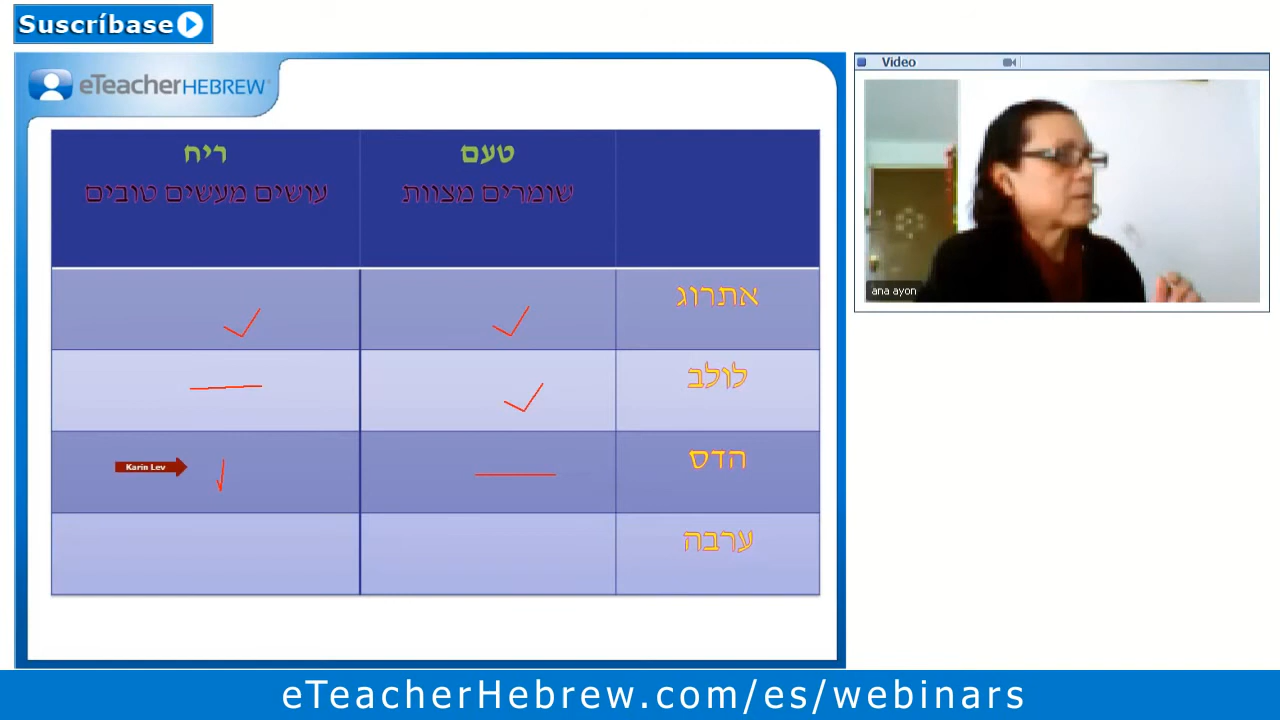 Suscríbase
eTeacherHEBREW
טעם
שומרים מצוות
ריח
עושים מעשים טובים
אתרוג
לולב
הדס
Karin Lev
ערבה
Video
ana ayon
eTeacherHebrew.com/es/webinars